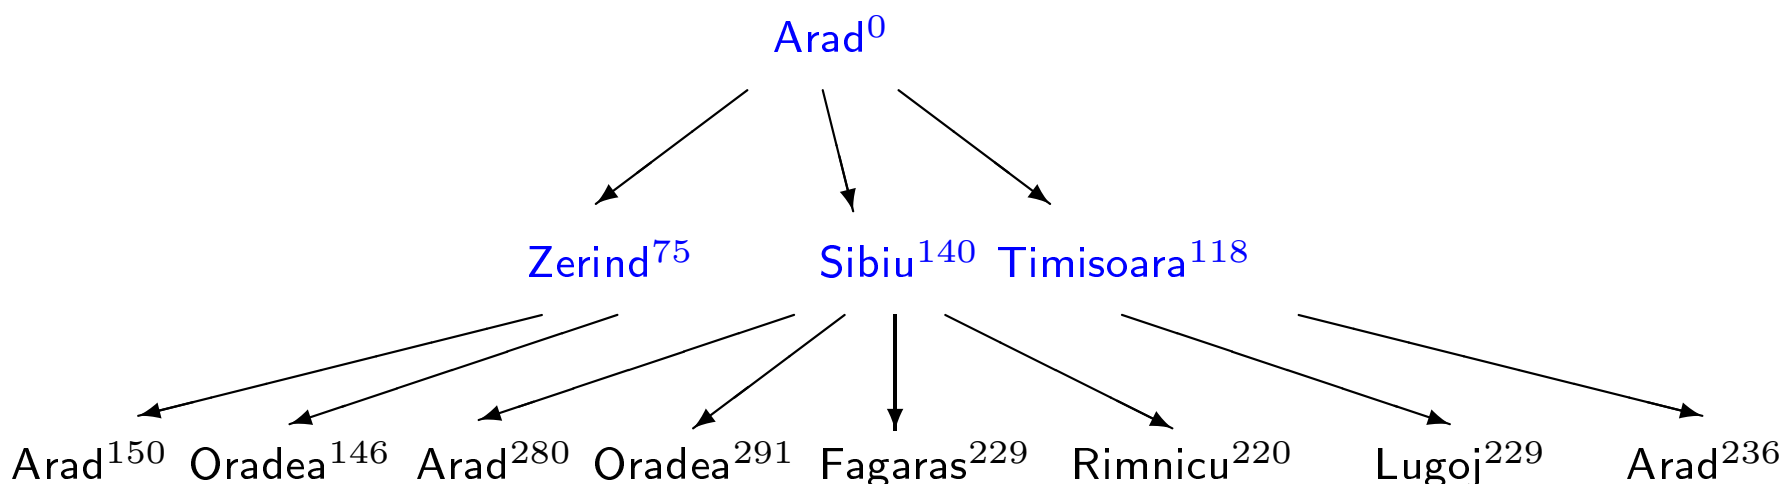 Arad⁰
Zerind⁷⁵ Sibiu¹⁴⁰ Timisoara¹¹⁸
Arad¹⁵⁰ Oradea¹⁴⁶ Arad²⁸⁰ Oradea²⁹¹ Fagaras²²⁹ Rimnicu²²⁰ Lugoj²²⁹ Arad²³⁶